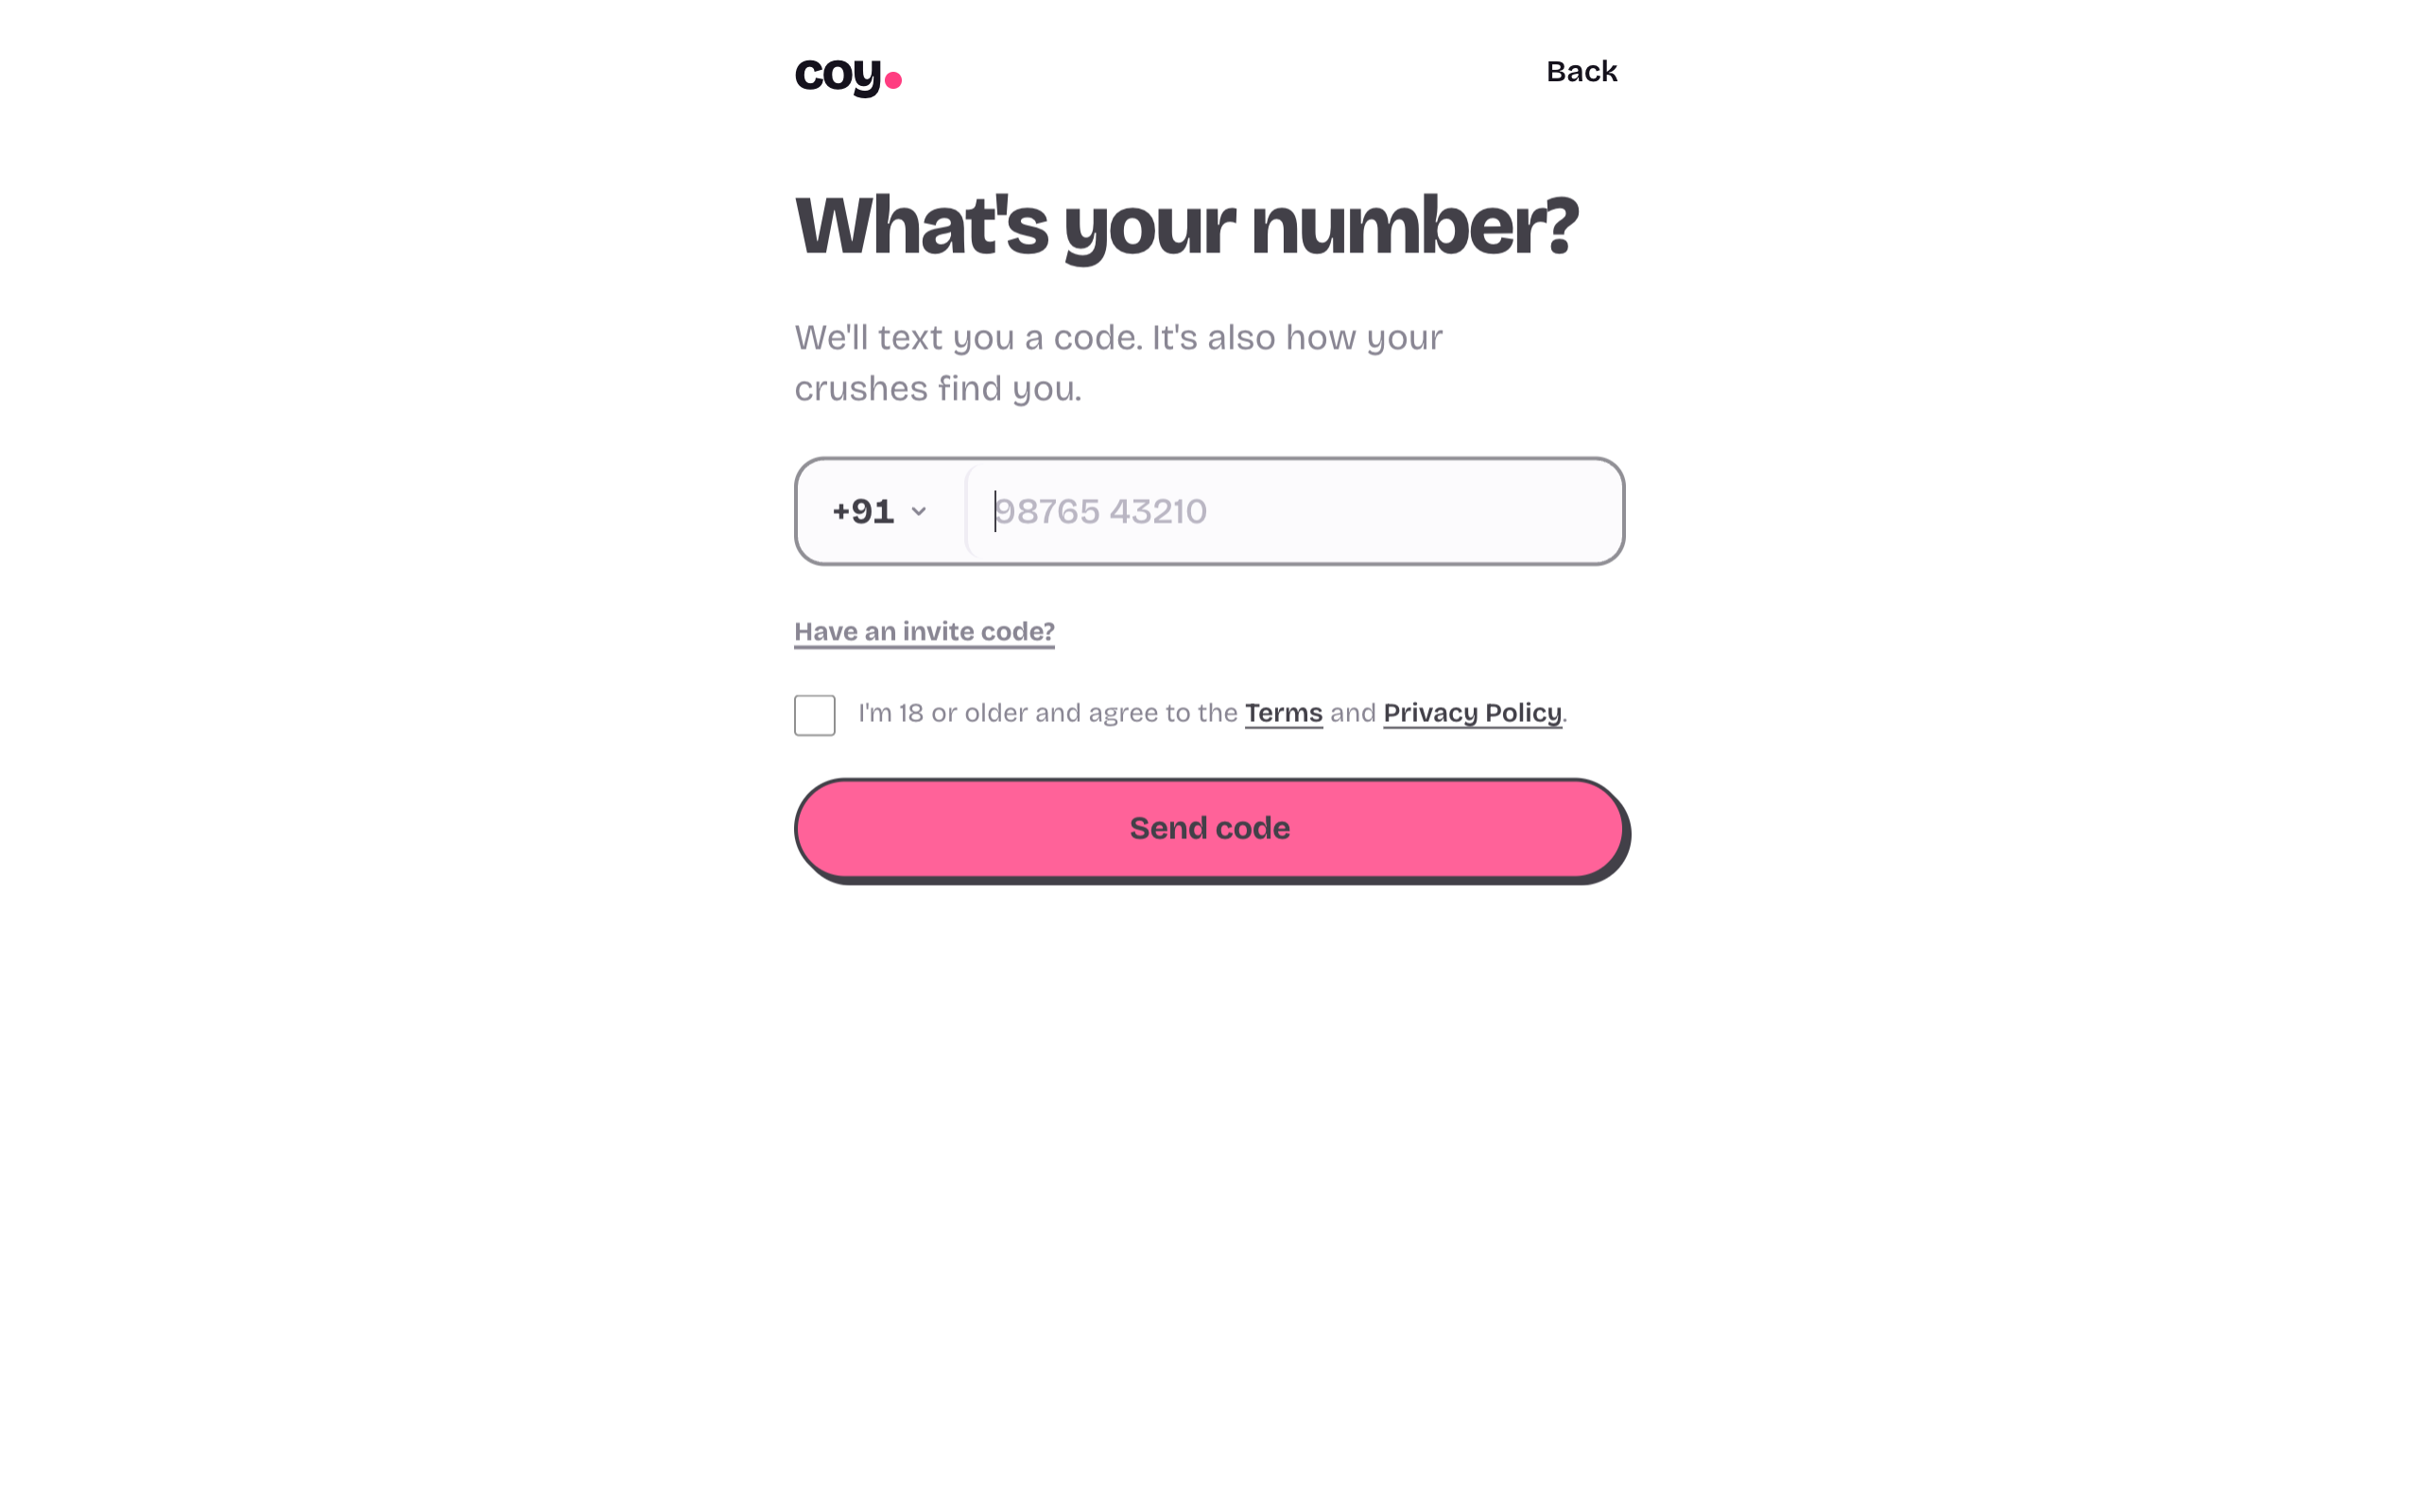 coy.
Back
What's your number?
We'll text you a code. It's also how your
crushes find you.
+91
98765 43210
Have an invite code?
I'm 18 or older and agree to the Terms and Privacy Policy.
Send code